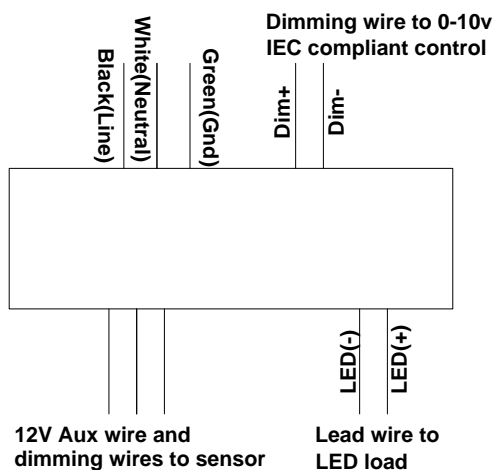 Dimming wire to 0-10v
IEC compliant control
Black(Line)
White(Neutral)
Green(Gnd)
Dim+
Dim-
LED(-)
LED(+)
12V Aux wire and
dimming wires to sensor
Lead wire to
LED load